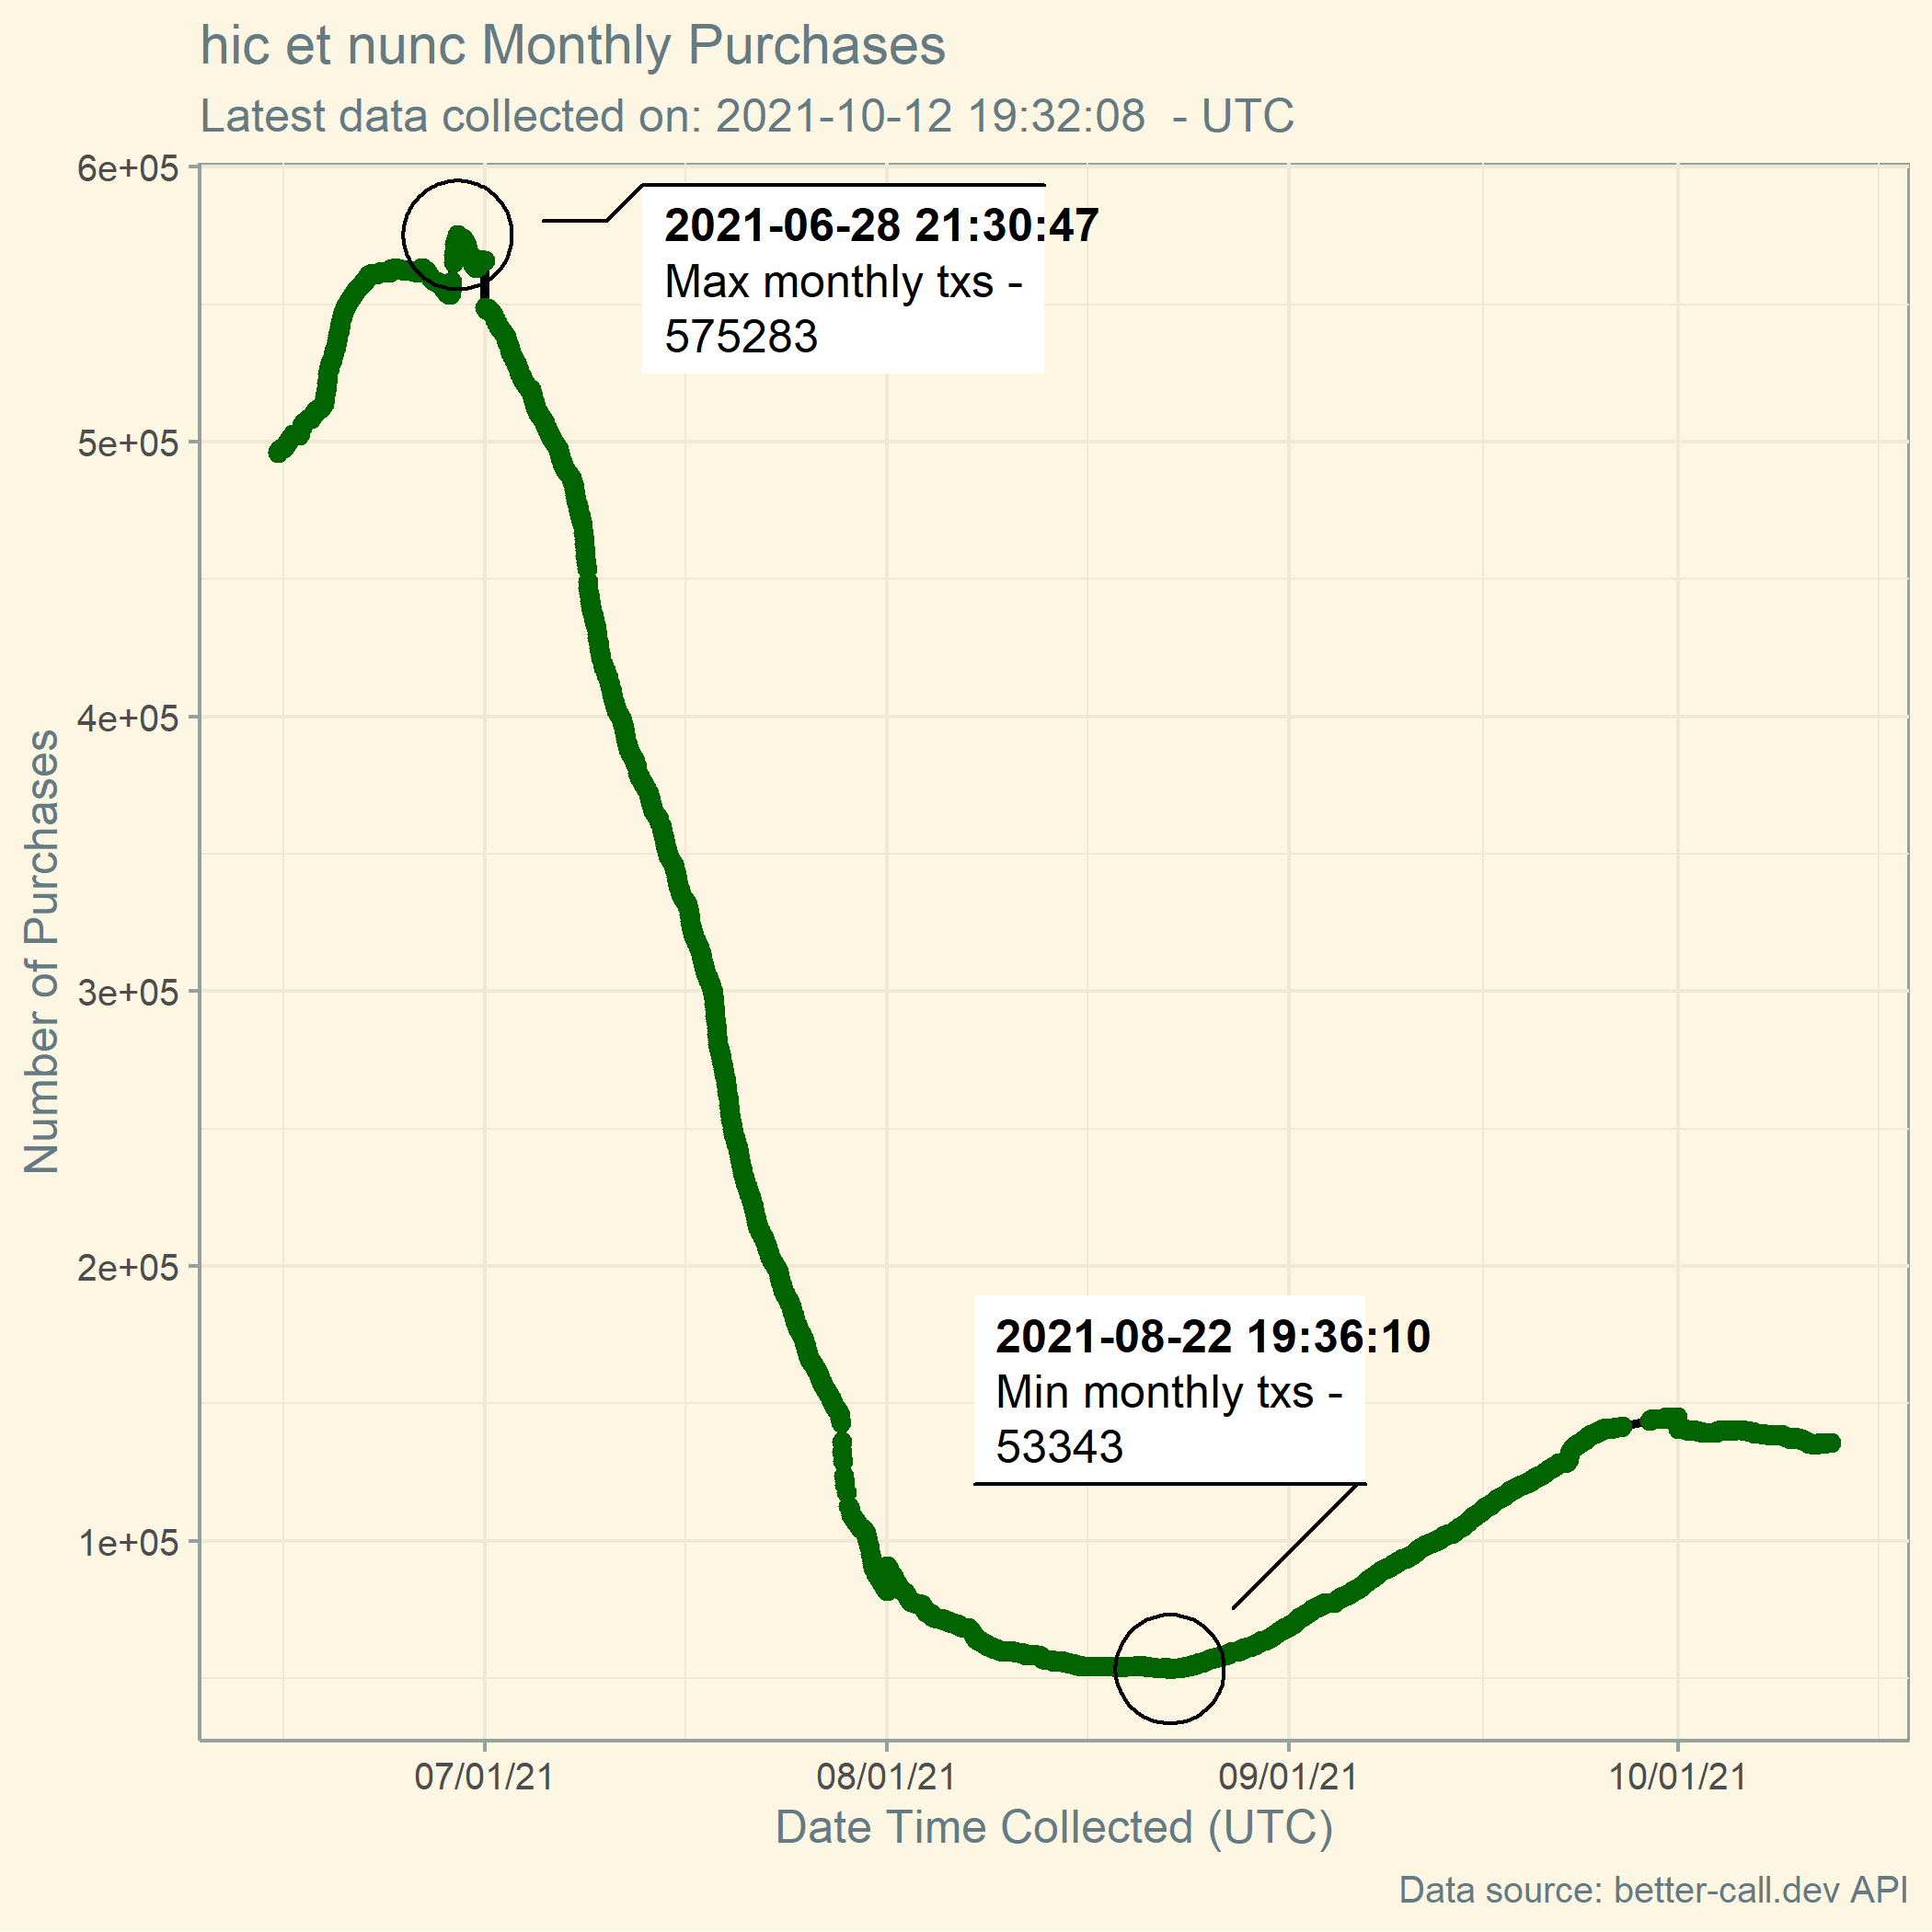 hic et nunc Monthly Purchases
Latest data collected on: 2021-10-12 19:32:08  - UTC
6e+05
5e+05
4e+05
3e+05
2e+05
1e+05
Number of Purchases
2021-06-28 21:30:47
Max monthly txs -
575283
2021-08-22 19:36:10
Min monthly txs -
53343
07/01/21
08/01/21
09/01/21
10/01/21
Date Time Collected (UTC)
Data source: better-call.dev API